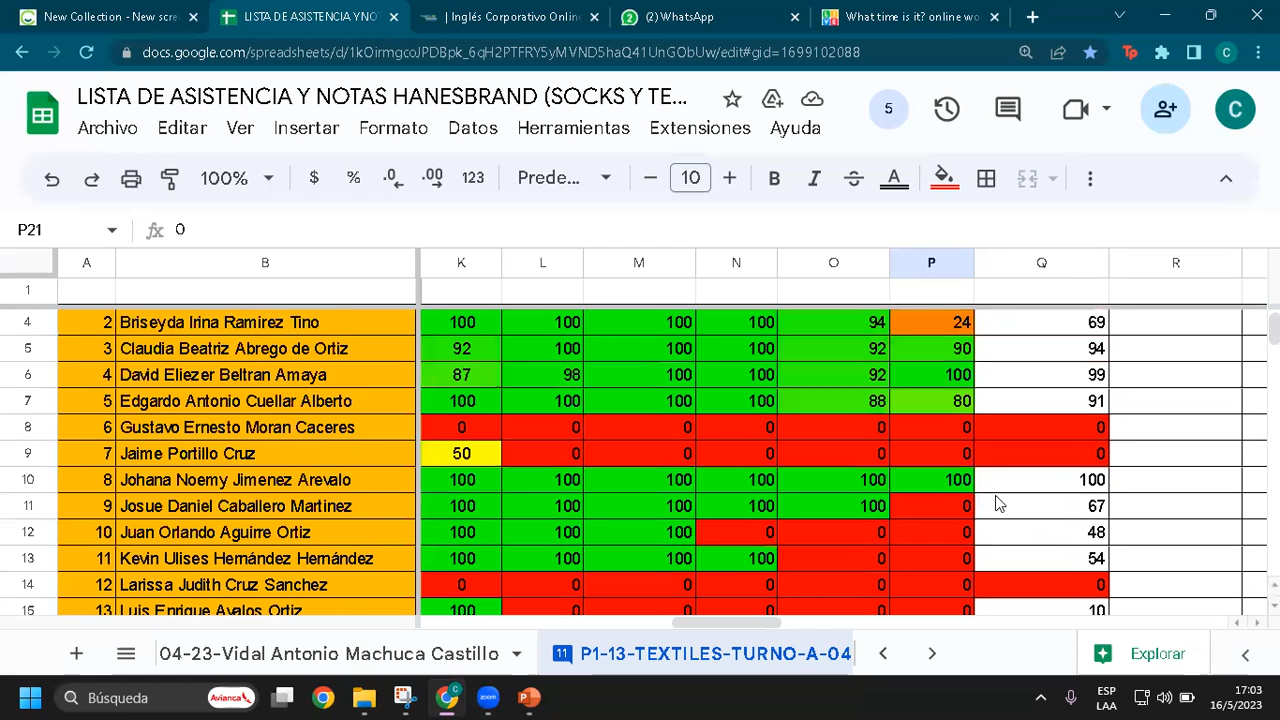 New Collection - New scre
LISTA DE ASISTENCIA Y NO
| Inglés Corporativo Online
(2) WhatsApp
What time is it? online wo
docs.google.com/spreadsheets/d/1kOirmgcoJPDBpk_6qH2PTFRY5yMVND5haQ41UnGObUw/edit#gid=1699102088
LISTA DE ASISTENCIA Y NOTAS HANESBRAND (SOCKS Y TE...
5
C
Archivo Editar Ver Insertar Formato Datos Herramientas Extensiones Ayuda
100% $ % .0 .00 123 Prede... 10 B I A
P21 fx 0
A B K L M N O P Q R
1
4 2 Briseyda Irina Ramirez Tino 100 100 100 100 94 24 69
5 3 Claudia Beatriz Abrego de Ortiz 92 100 100 100 92 90 94
6 4 David Eliezer Beltran Amaya 87 98 100 100 92 100 99
7 5 Edgardo Antonio Cuellar Alberto 100 100 100 100 88 80 91
8 6 Gustavo Ernesto Moran Caceres 0 0 0 0 0 0 0
9 7 Jaime Portillo Cruz 50 0 0 0 0 0 0
10 8 Johana Noemy Jimenez Arevalo 100 100 100 100 100 100 100
11 9 Josue Daniel Caballero Martinez 100 100 100 100 100 0 67
12 10 Juan Orlando Aguirre Ortiz 100 100 100 0 0 0 48
13 11 Kevin Ulises Hernández Hernández 100 100 100 100 0 0 54
14 12 Larissa Judith Cruz Sanchez 0 0 0 0 0 0 0
15 13 Luis Enrique Avalos Ortiz 100 0 0 0 0 0 10
04-23-Vidal Antonio Machuca Castillo 11 P1-13-TEXTILES-TURNO-A-04 Explorar
Búsqueda Avianca ESP 17:03
LAA 16/5/2023